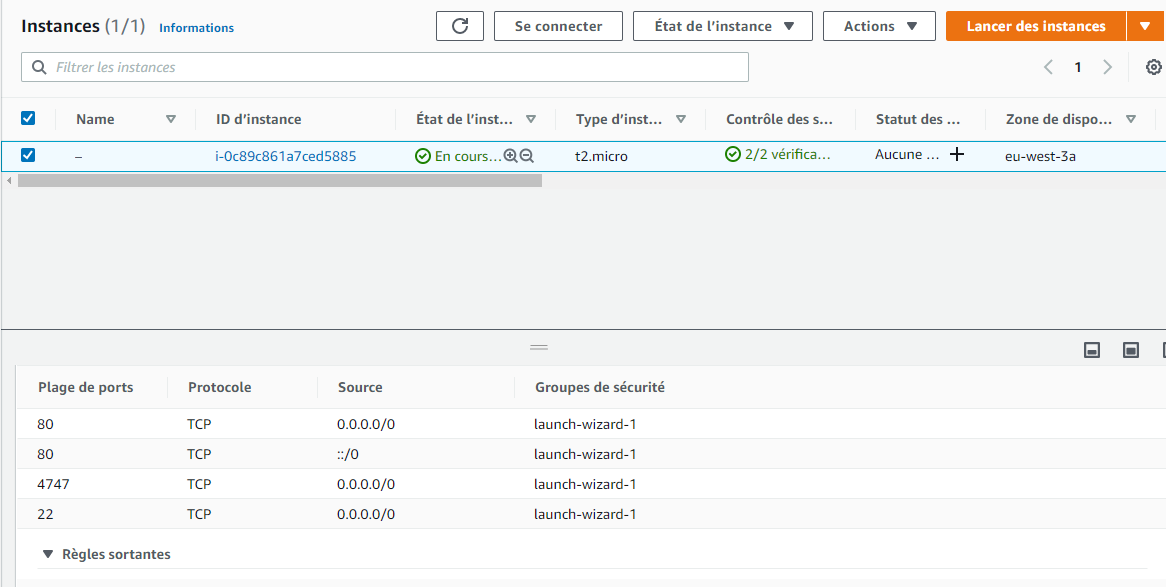 Instances (1/1) Informations Se connecter État de l’instance Actions Lancer des instances
Filtrer les instances 1
Name ID d’instance État de l’inst... Type d’inst... Contrôle des s... Statut des ... Zone de dispo...
– i-0c89c861a7ced5885 En cours... t2.micro 2/2 vérifica... Aucune ... eu-west-3a
Plage de ports Protocole Source Groupes de sécurité
80 TCP 0.0.0.0/0 launch-wizard-1
80 TCP ::/0 launch-wizard-1
4747 TCP 0.0.0.0/0 launch-wizard-1
22 TCP 0.0.0.0/0 launch-wizard-1
Règles sortantes